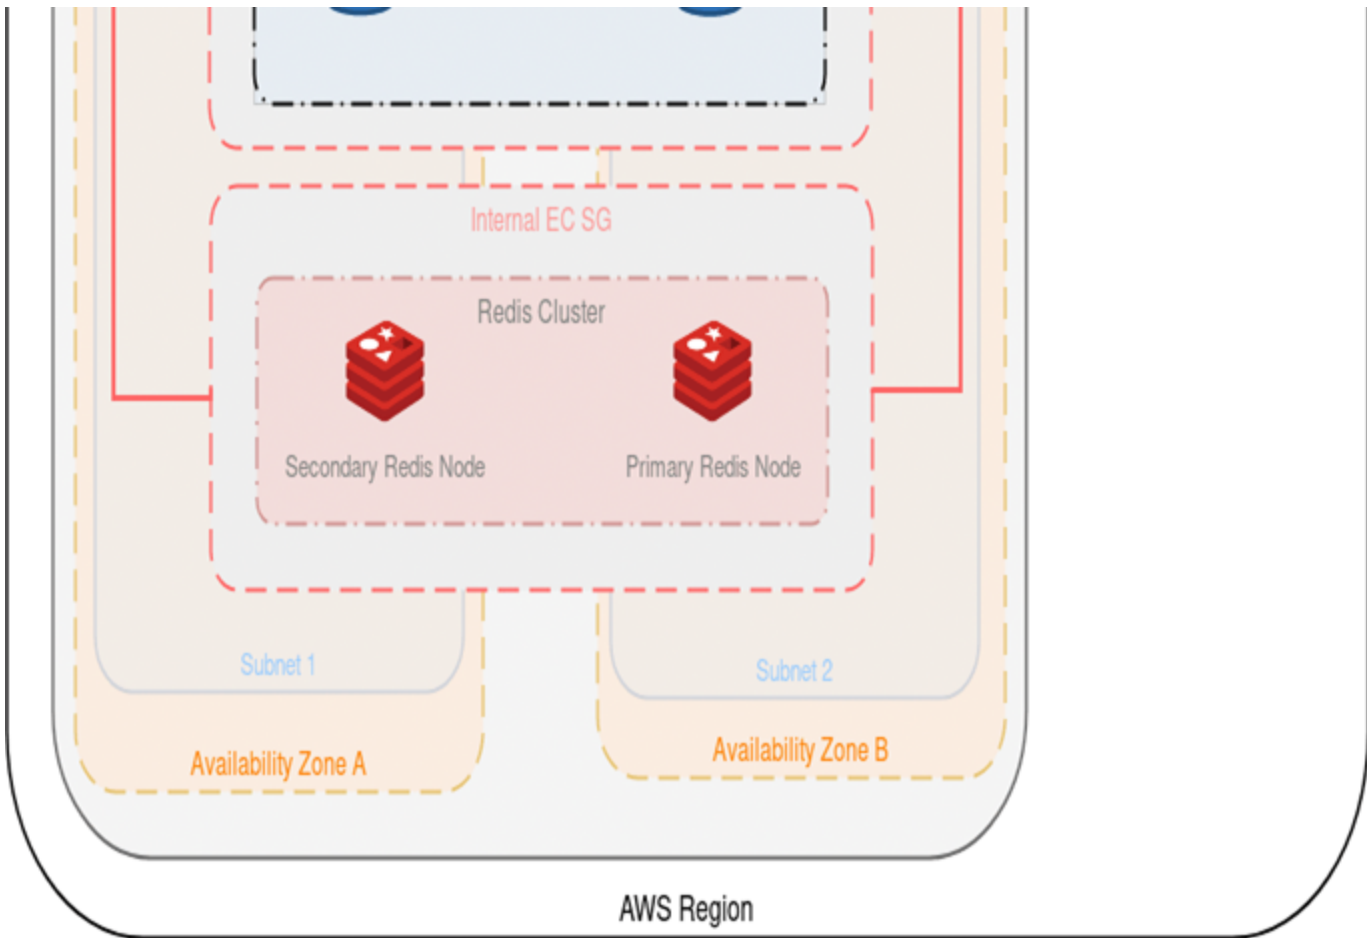 Internal EC SG
Redis Cluster
Secondary Redis Node
Primary Redis Node
Subnet 1
Subnet 2
Availability Zone A
Availability Zone B
AWS Region